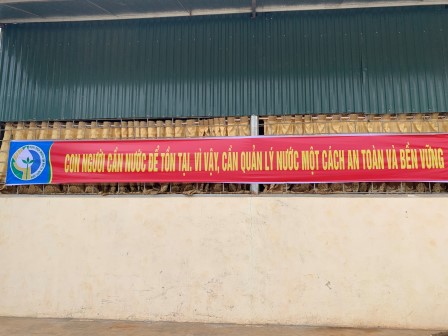 CON NGƯỜI CẦN NƯỚC ĐỂ TỒN TẠI. VÌ VẬY, CẦN QUẢN LÝ NƯỚC MỘT CÁCH AN TOÀN VÀ BỀN VỮNG